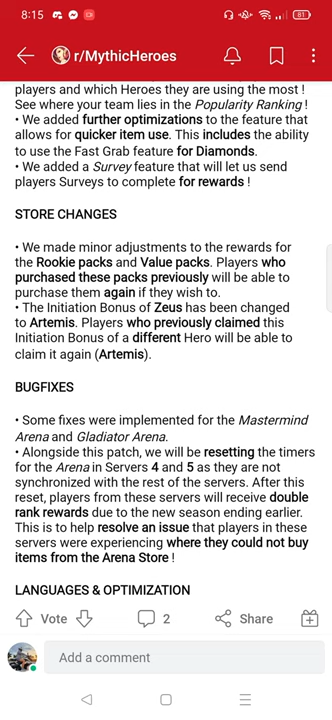 8:15
81
r/MythicHeroes
players and which Heroes they are using the most !
See where your team lies in the Popularity Ranking !
• We added further optimizations to the feature that
allows for quicker item use. This includes the ability
to use the Fast Grab feature for Diamonds.
• We added a Survey feature that will let us send
players Surveys to complete for rewards !
STORE CHANGES
• We made minor adjustments to the rewards for
the Rookie packs and Value packs. Players who
purchased these packs previously will be able to
purchase them again if they wish to.
• The Initiation Bonus of Zeus has been changed
to Artemis. Players who previously claimed this
Initiation Bonus of a different Hero will be able to
claim it again (Artemis).
BUGFIXES
• Some fixes were implemented for the Mastermind
Arena and Gladiator Arena.
• Alongside this patch, we will be resetting the timers
for the Arena in Servers 4 and 5 as they are not
synchronized with the rest of the servers. After this
reset, players from these servers will receive double
rank rewards due to the new season ending earlier.
This is to help resolve an issue that players in these
servers were experiencing where they could not buy
items from the Arena Store !
LANGUAGES & OPTIMIZATION
Vote 2 Share
Add a comment